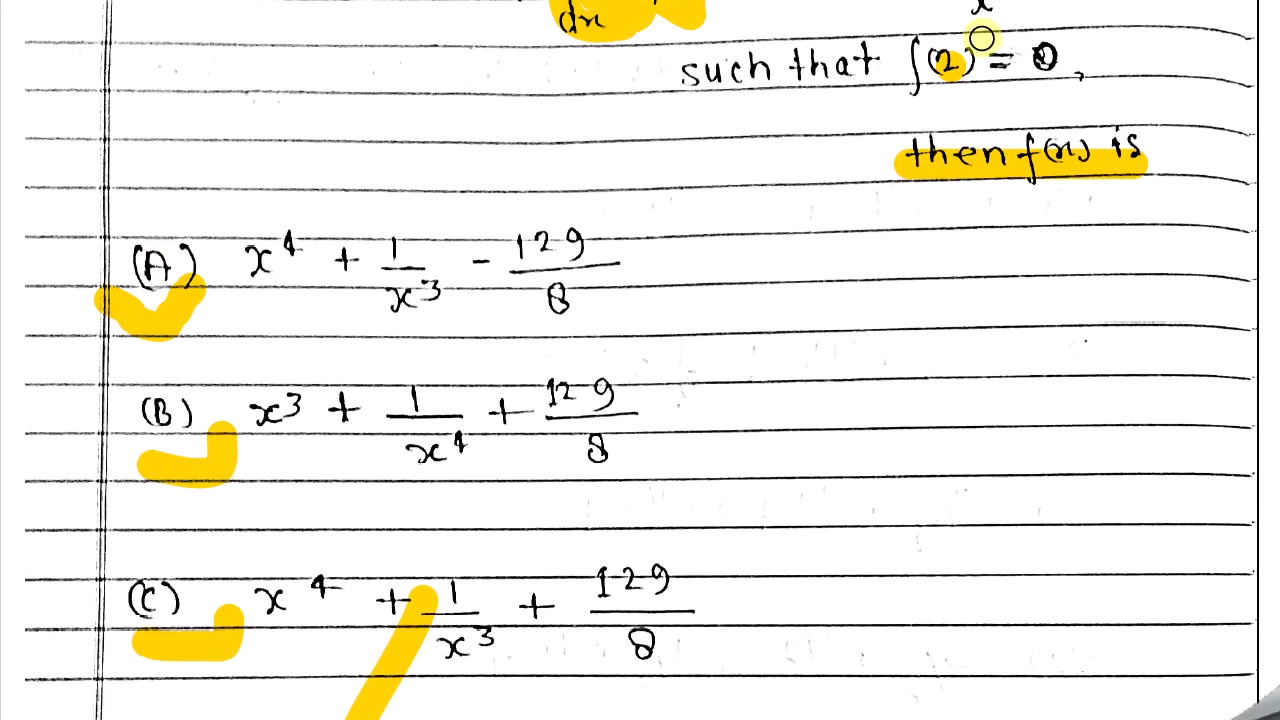 dx
such that f(2) = 0,
then f(x) is
(A) x⁴ + 1/x³ - 129/8
(B) x³ + 1/x⁴ + 129/8
(C) x⁴ + 1/x³ + 129/8